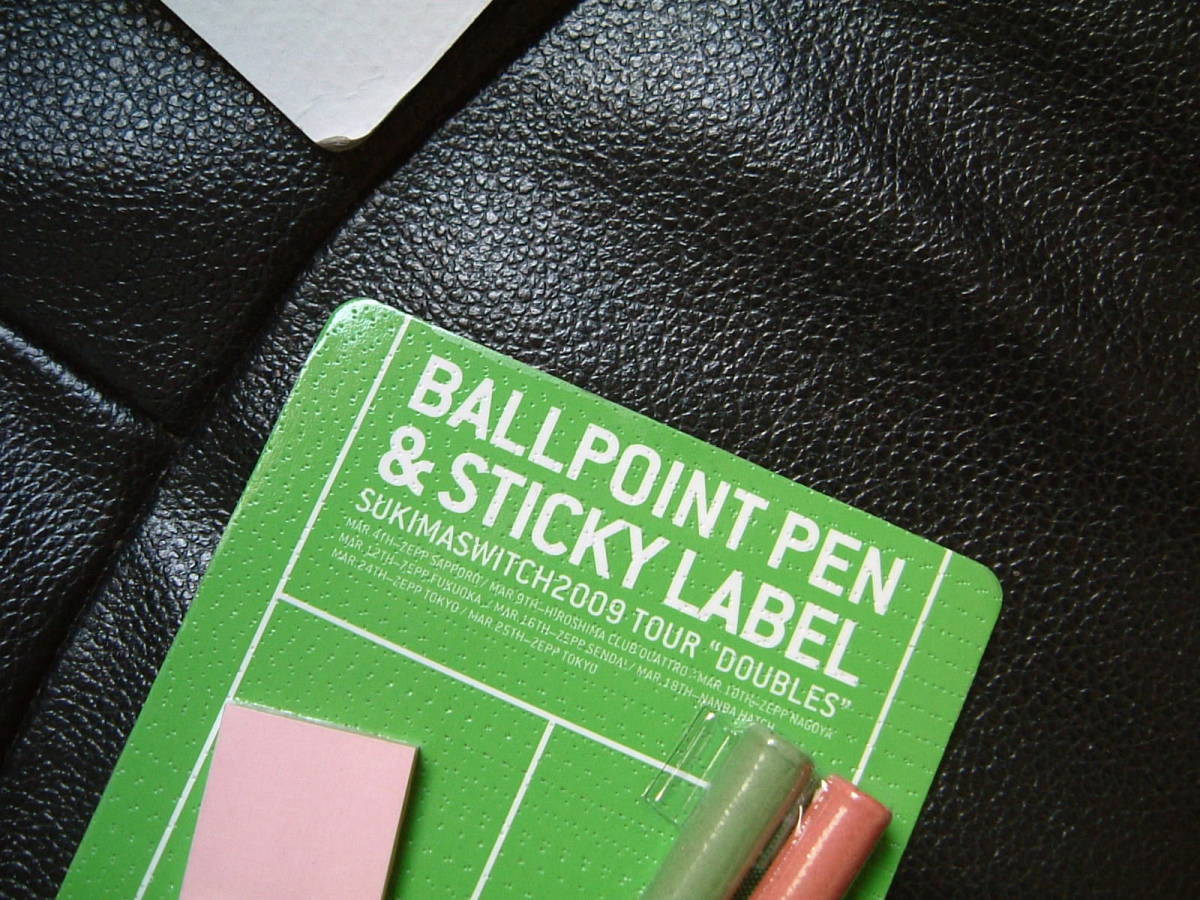 BALLPOINT PEN
& STICKY LABEL
SUKIMASWITCH2009 TOUR "DOUBLES"
MAR 4TH-ZEPP SAPPORO / MAR 9TH-HIROSHIMA CLUB QUATTRO / MAR 10TH-ZEPP NAGOYA
MAR 12TH-ZEPP FUKUOKA / MAR 16TH-ZEPP SENDAI / MAR 18TH-NANBA HATCH
MAR 24TH-ZEPP TOKYO / MAR 25TH-ZEPP TOKYO